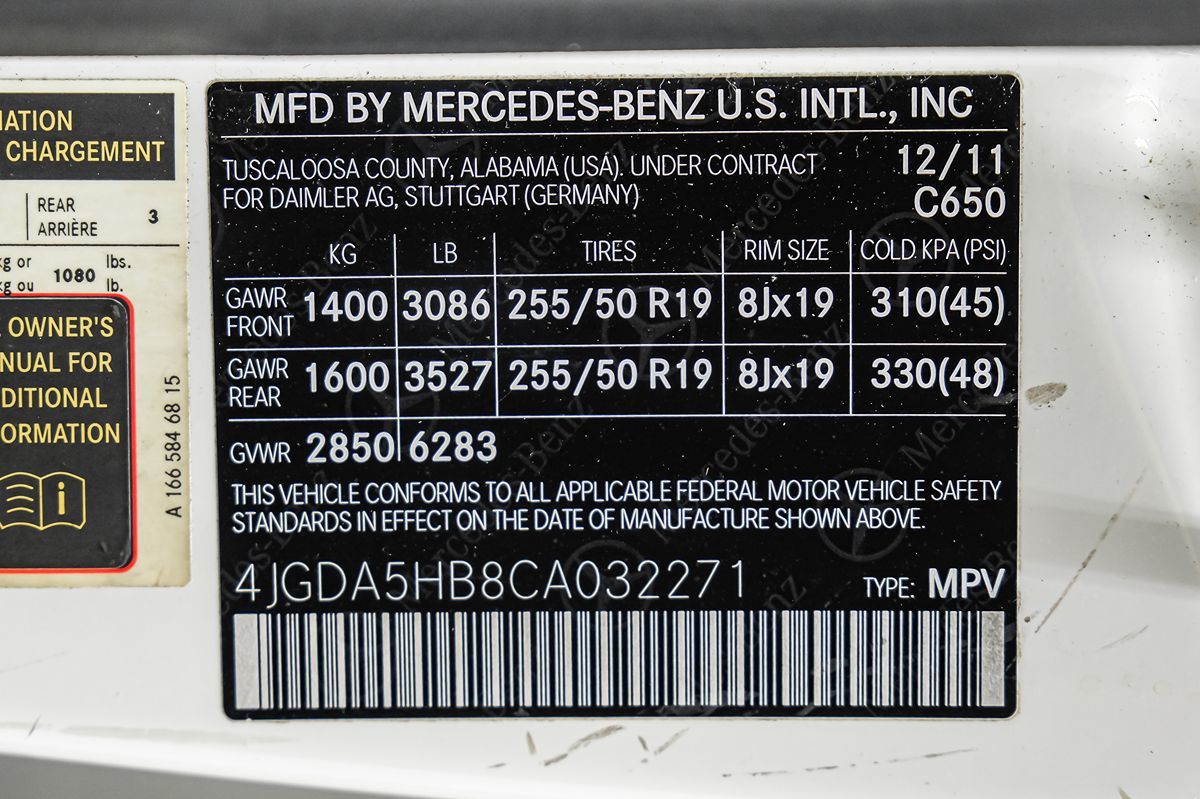 MATION
CHARGEMENT
REAR
ARRIÈRE 3
kg or 1080 lbs.
kg ou lb.
OWNER'S
NUAL FOR
DITIONAL
ORMATION
A 166 584 68 15
MFD BY MERCEDES-BENZ U.S. INTL., INC
TUSCALOOSA COUNTY, ALABAMA (USA). UNDER CONTRACT 12/11
FOR DAIMLER AG, STUTTGART (GERMANY) C650
KG LB TIRES RIM SIZE COLD KPA (PSI)
GAWR FRONT 1400 3086 255/50 R19 8Jx19 310(45)
GAWR REAR 1600 3527 255/50 R19 8Jx19 330(48)
GVWR 2850 6283
THIS VEHICLE CONFORMS TO ALL APPLICABLE FEDERAL MOTOR VEHICLE SAFETY
STANDARDS IN EFFECT ON THE DATE OF MANUFACTURE SHOWN ABOVE.
4JGDA5HB8CA032271 TYPE: MPV